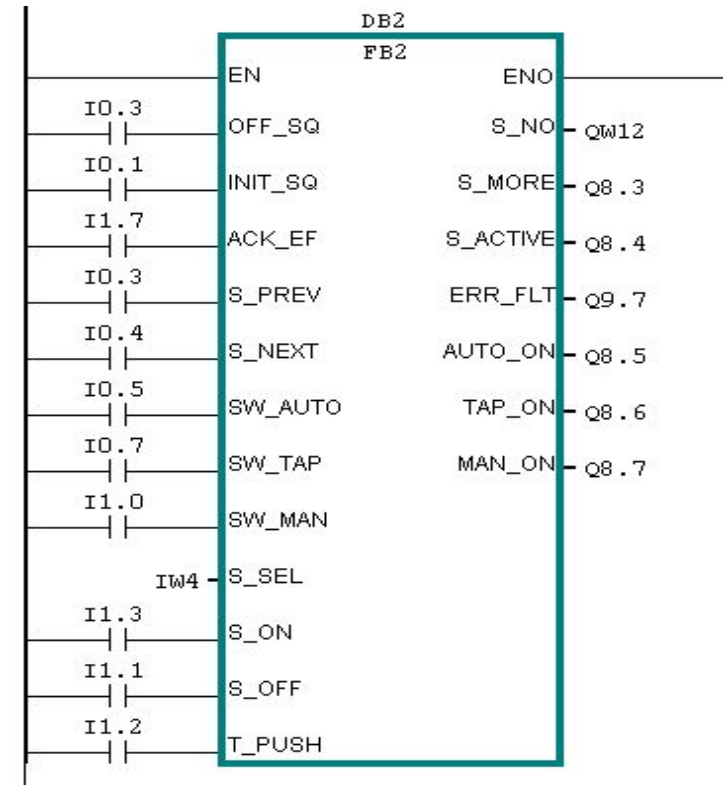 DB2
FB2
EN ENO
I0.3
OFF_SQ S_NO QW12
I0.1
INIT_SQ S_MORE Q8.3
I1.7
ACK_EF S_ACTIVE Q8.4
I0.3
S_PREV ERR_FLT Q9.7
I0.4
S_NEXT AUTO_ON Q8.5
I0.5
SW_AUTO TAP_ON Q8.6
I0.7
SW_TAP MAN_ON Q8.7
I1.0
SW_MAN
IW4 S_SEL
I1.3
S_ON
I1.1
S_OFF
I1.2
T_PUSH